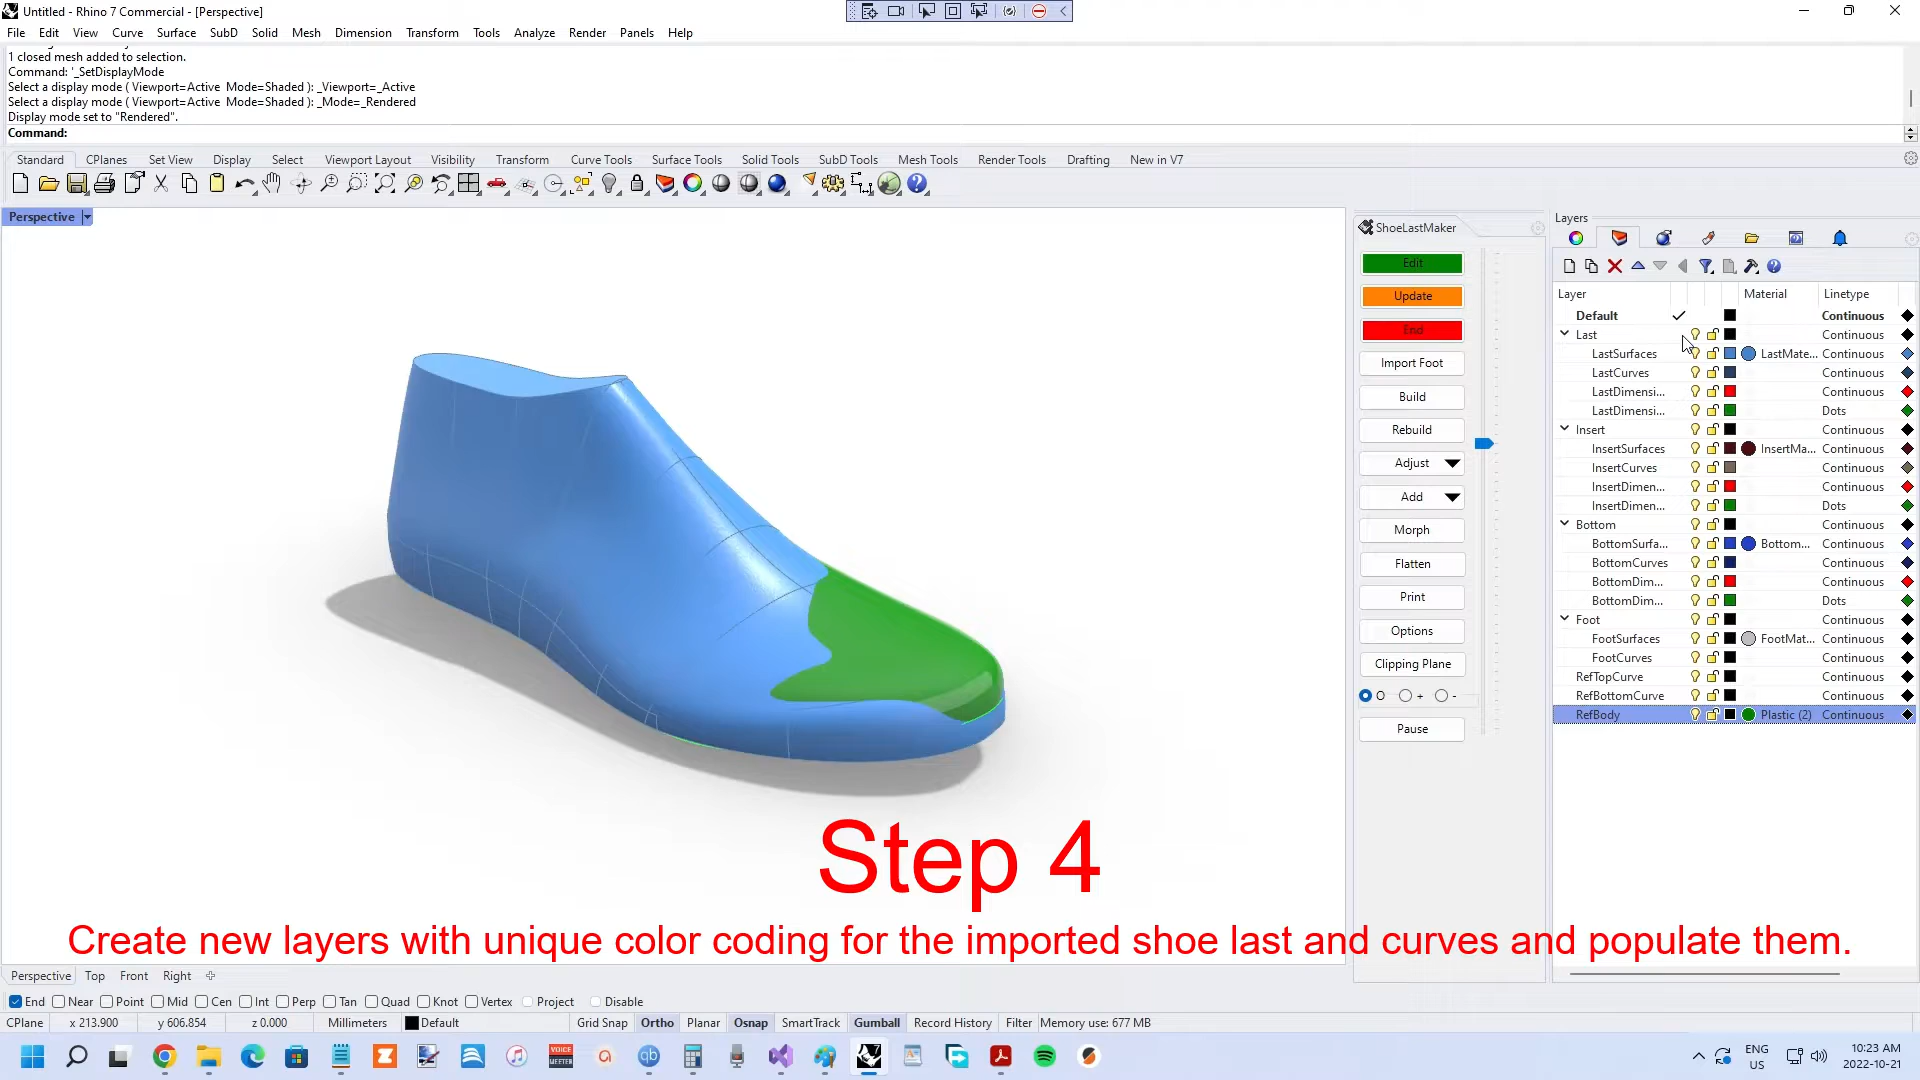 Untitled - Rhino 7 Commercial - [Perspective]
File Edit View Curve Surface SubD Solid Mesh Dimension Transform Tools Analyze Render Panels Help
1 closed mesh added to selection.
Command: '_SetDisplayMode
Select a display mode ( Viewport=Active Mode=Shaded ): _Viewport=_Active
Select a display mode ( Viewport=Active Mode=Shaded ): _Mode=_Rendered
Display mode set to "Rendered".
Command:
Standard CPlanes Set View Display Select Viewport Layout Visibility Transform Curve Tools Surface Tools Solid Tools SubD Tools Mesh Tools Render Tools Drafting New in V7
Perspective
ShoeLastMaker
Edit
Update
End
Import Foot
Build
Rebuild
Adjust
Add
Morph
Flatten
Print
Options
Clipping Plane
O + -
Pause
Layers
Layer Material Linetype
Default Continuous
Last Continuous
LastSurfaces LastMate... Continuous
LastCurves Continuous
LastDimensi... Continuous
LastDimensi... Dots
Insert Continuous
InsertSurfaces InsertMa... Continuous
InsertCurves Continuous
InsertDimen... Continuous
InsertDimen... Dots
Bottom Continuous
BottomSurfa... Bottom... Continuous
BottomCurves Continuous
BottomDim... Continuous
BottomDim... Dots
Foot Continuous
FootSurfaces FootMat... Continuous
FootCurves Continuous
RefTopCurve Continuous
RefBottomCurve Continuous
RefBody Plastic (2) Continuous
Step 4
Create new layers with unique color coding for the imported shoe last and curves and populate them.
Perspective Top Front Right
End Near Point Mid Cen Int Perp Tan Quad Knot Vertex Project Disable
CPlane x 213.900 y 606.854 z 0.000 Millimeters Default Grid Snap Ortho Planar Osnap SmartTrack Gumball Record History Filter Memory use: 677 MB
VOICE MEETER
qb
ENG
US
10:23 AM
2022-10-21